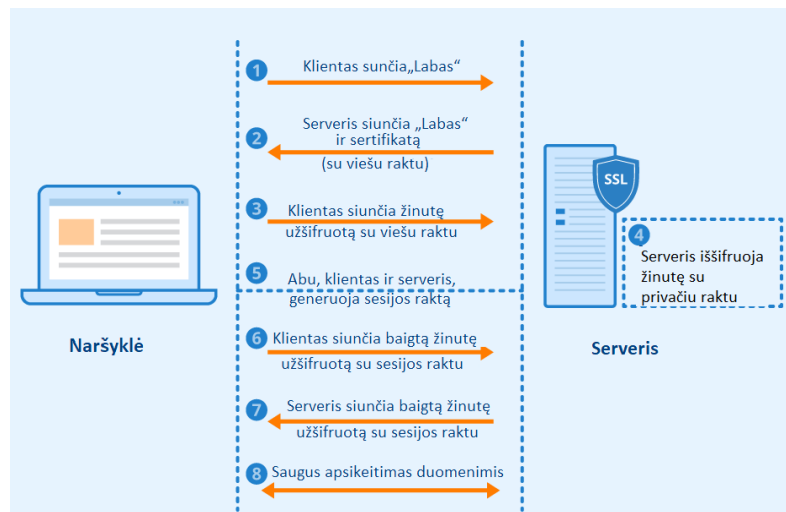 1
Klientas sunčia„Labas“
2
Serveris siunčia „Labas“
ir sertifikatą
(su viešu raktu)
SSL
3
Klientas siunčia žinutę
užšifruotą su viešu raktu
4
Serveris iššifruoja
žinutę su
privačiu raktu
5
Abu, klientas ir serveris,
generuoja sesijos raktą
Naršyklė
Serveris
6
Klientas siunčia baigtą žinutę
užšifruotą su sesijos raktu
7
Serveris siunčia baigtą žinutę
užšifruotą su sesijos raktu
8
Saugus apsikeitimas duomenimis